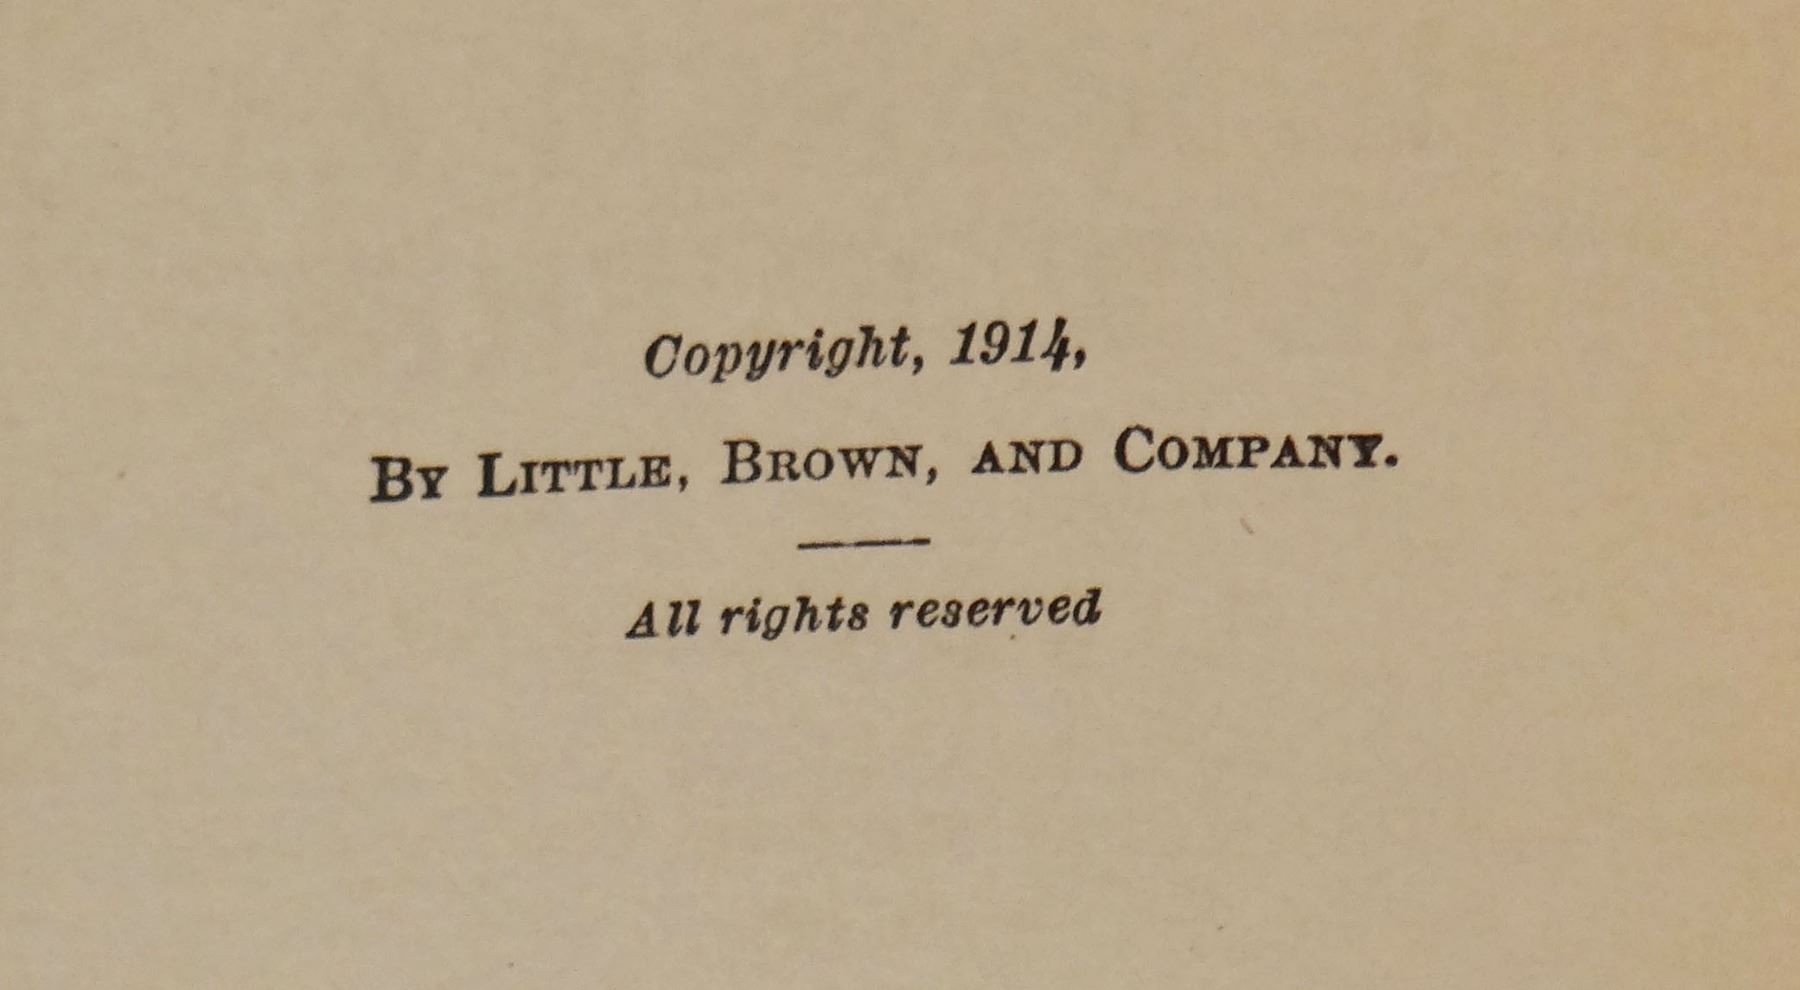 Copyright, 1914,
BY LITTLE, BROWN, AND COMPANY.
All rights reserved